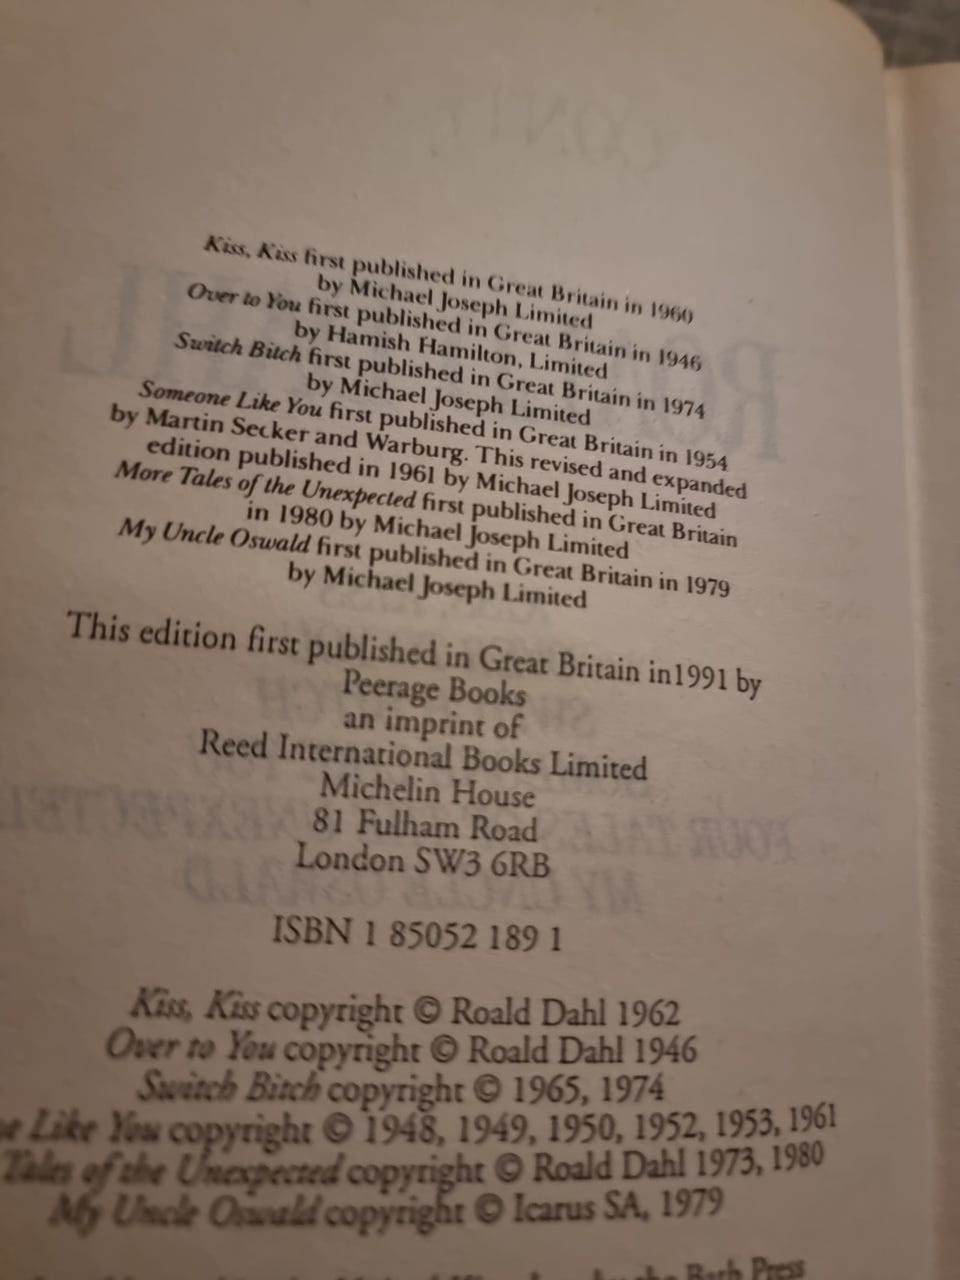 Kiss, Kiss first published in Great Britain in 1960
by Michael Joseph Limited
Over to You first published in Great Britain in 1946
by Hamish Hamilton, Limited
Switch Bitch first published in Great Britain in 1974
by Michael Joseph Limited
Someone Like You first published in Great Britain in 1954
by Martin Secker and Warburg. This revised and expanded
edition published in 1961 by Michael Joseph Limited
More Tales of the Unexpected first published in Great Britain
in 1980 by Michael Joseph Limited
My Uncle Oswald first published in Great Britain in 1979
by Michael Joseph Limited
This edition first published in Great Britain in1991 by
Peerage Books
an imprint of
Reed International Books Limited
Michelin House
81 Fulham Road
London SW3 6RB
ISBN 1 85052 189 1
Kiss, Kiss copyright © Roald Dahl 1962
Over to You copyright © Roald Dahl 1946
Switch Bitch copyright © 1965, 1974
Like You copyright © 1948, 1949, 1950, 1952, 1953, 1961
Tales of the Unexpected copyright © Roald Dahl 1973, 1980
My Uncle Oswald copyright © Icarus SA, 1979
the Bath Press